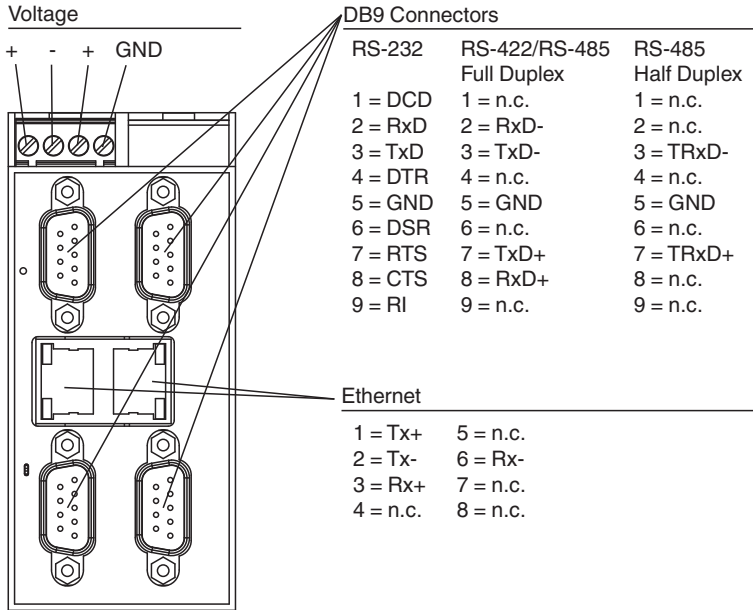 Voltage
+ - + GND
DB9 Connectors
RS-232 RS-422/RS-485 RS-485
Full Duplex Half Duplex
1 = DCD 1 = n.c. 1 = n.c.
2 = RxD 2 = RxD- 2 = n.c.
3 = TxD 3 = TxD- 3 = TRxD-
4 = DTR 4 = n.c. 4 = n.c.
5 = GND 5 = GND 5 = GND
6 = DSR 6 = n.c. 6 = n.c.
7 = RTS 7 = TxD+ 7 = TRxD+
8 = CTS 8 = RxD+ 8 = n.c.
9 = RI 9 = n.c. 9 = n.c.
Ethernet
1 = Tx+ 5 = n.c.
2 = Tx- 6 = Rx-
3 = Rx+ 7 = n.c.
4 = n.c. 8 = n.c.